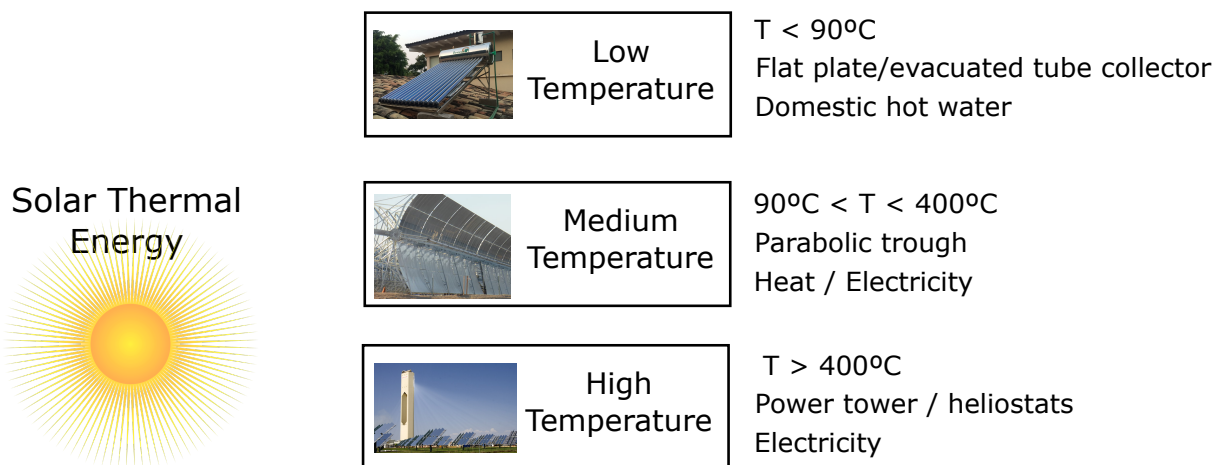 Solar Thermal
Energy
Low
Temperature
T < 90ºC
Flat plate/evacuated tube collector
Domestic hot water
Medium
Temperature
90ºC < T < 400ºC
Parabolic trough
Heat / Electricity
High
Temperature
T > 400ºC
Power tower / heliostats
Electricity